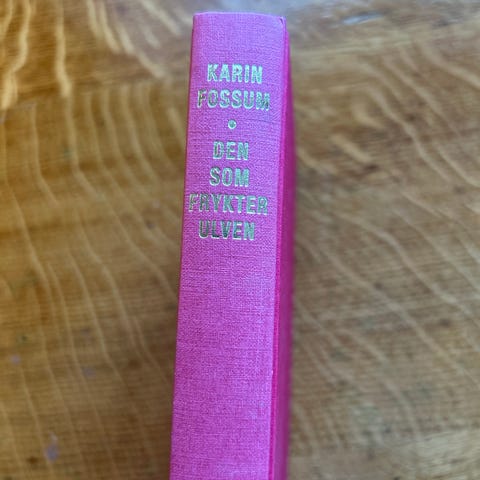 KARIN
FOSSUM
•
DEN
SOM
FRYKTER
ULVEN